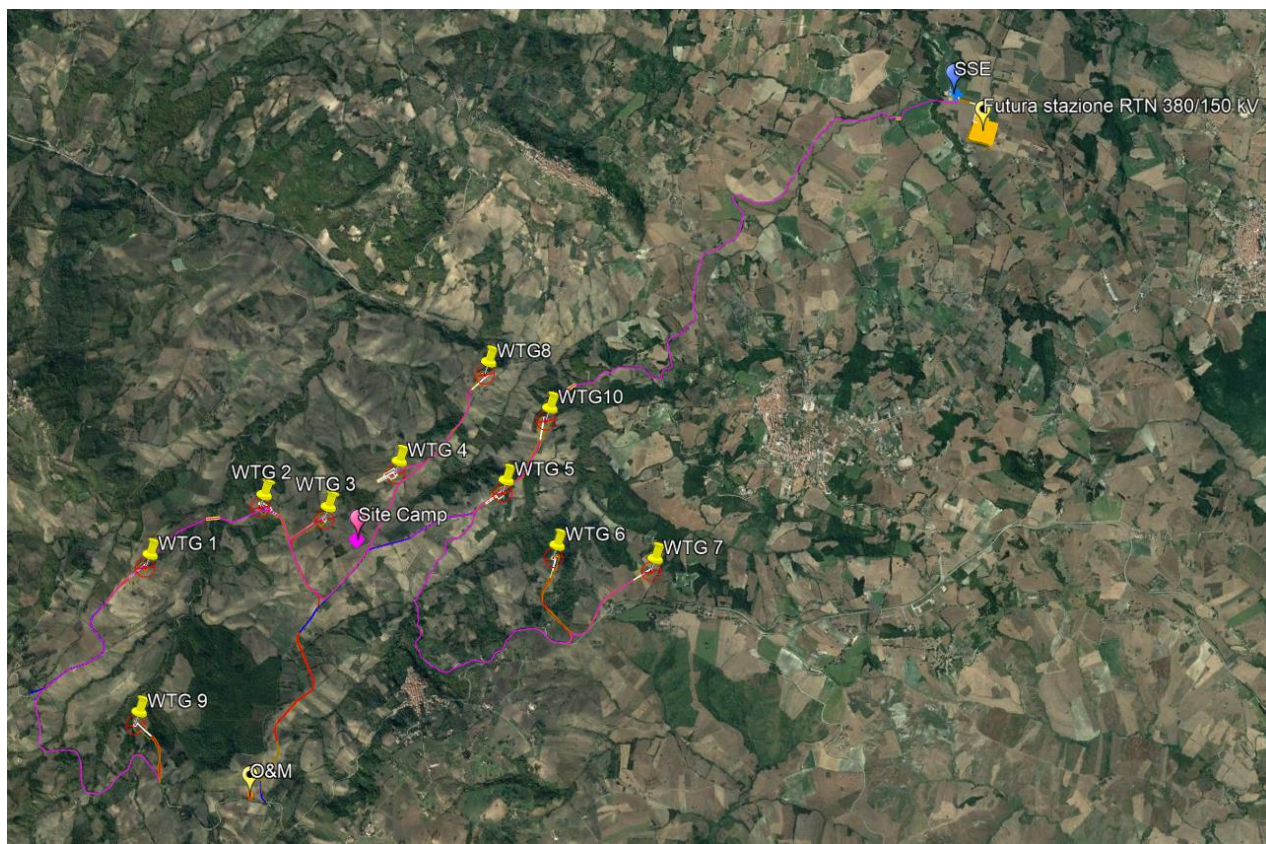 SSE
Futura stazione RTN 380/150 kV
WTG8
WTG10
WTG 4
WTG 5
WTG 2
WTG 3
Site Camp
WTG 1
WTG 6
WTG 7
WTG 9
O&M